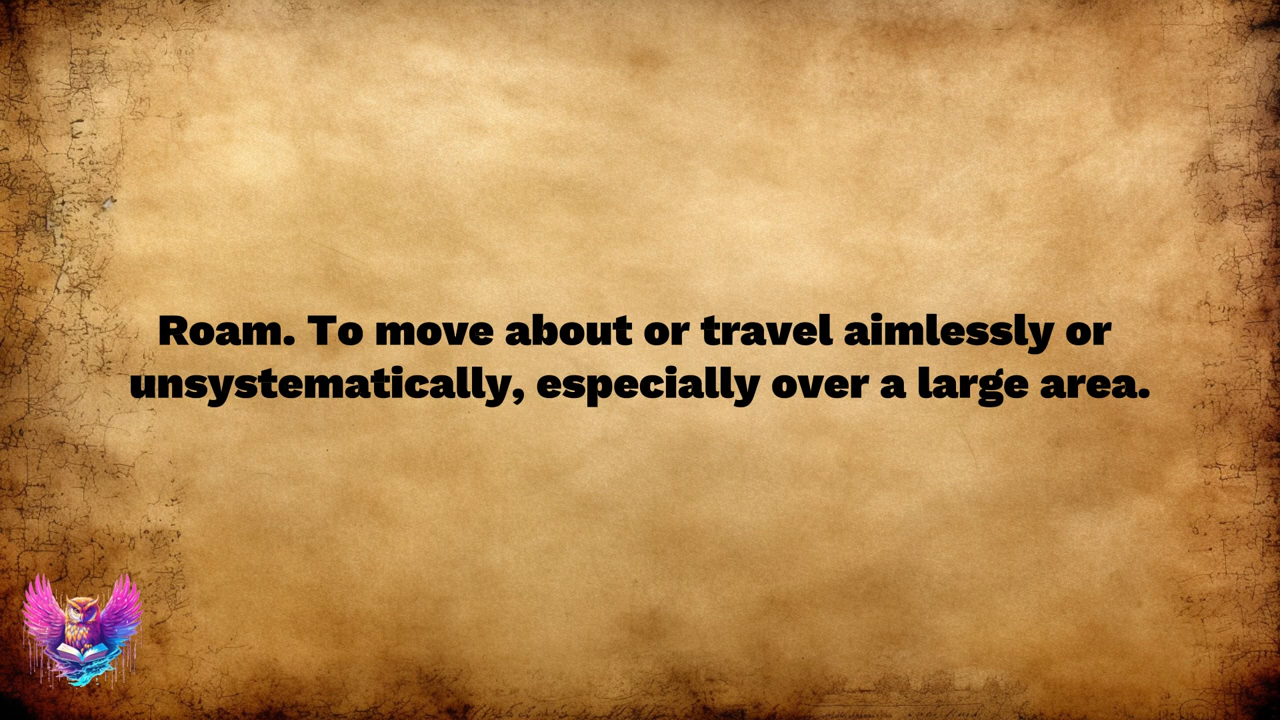 Roam. To move about or travel aimlessly or
unsystematically, especially over a large area.